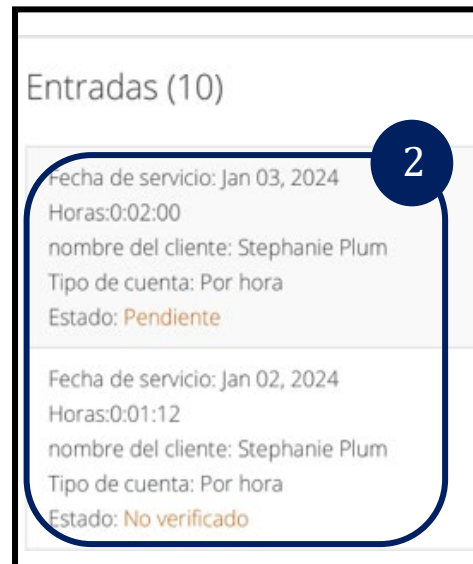 Entradas (10)
2
Fecha de servicio: Jan 03, 2024
Horas:0:02:00
nombre del cliente: Stephanie Plum
Tipo de cuenta: Por hora
Estado: Pendiente
Fecha de servicio: Jan 02, 2024
Horas:0:01:12
nombre del cliente: Stephanie Plum
Tipo de cuenta: Por hora
Estado: No verificado